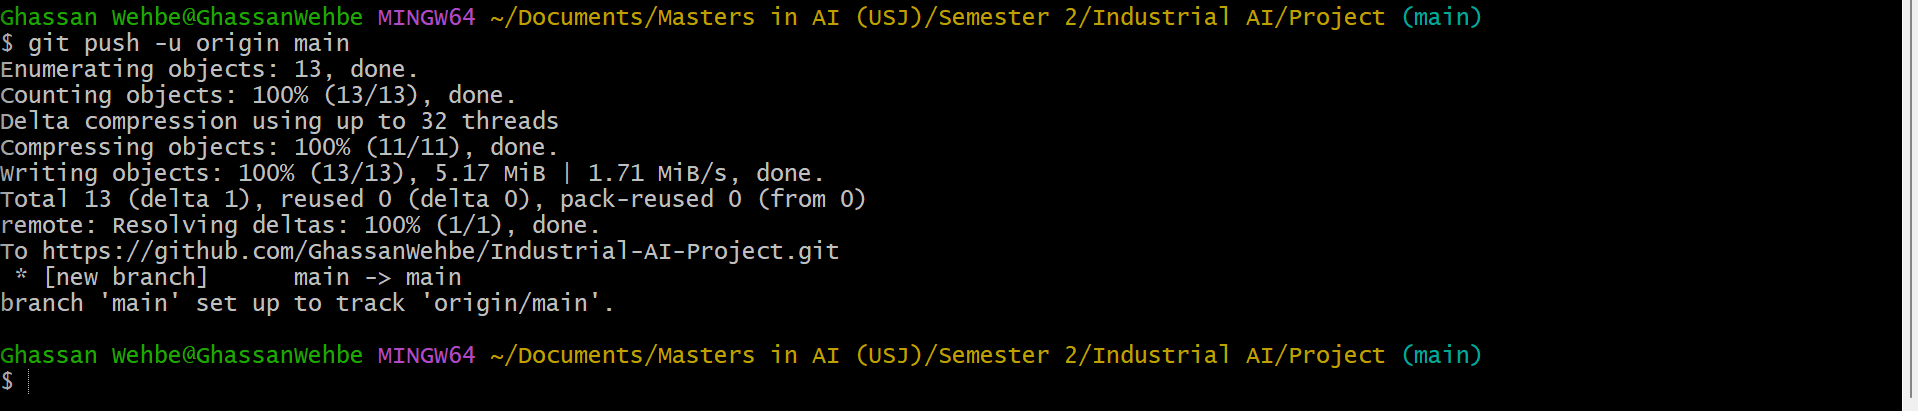 Ghassan Wehbe@GhassanWehbe MINGW64 ~/Documents/Masters in AI (USJ)/Semester 2/Industrial AI/Project (main)
$ git push -u origin main
Enumerating objects: 13, done.
Counting objects: 100% (13/13), done.
Delta compression using up to 32 threads
Compressing objects: 100% (11/11), done.
Writing objects: 100% (13/13), 5.17 MiB | 1.71 MiB/s, done.
Total 13 (delta 1), reused 0 (delta 0), pack-reused 0 (from 0)
remote: Resolving deltas: 100% (1/1), done.
To https://github.com/GhassanWehbe/Industrial-AI-Project.git
 * [new branch]      main -> main
branch 'main' set up to track 'origin/main'.
Ghassan Wehbe@GhassanWehbe MINGW64 ~/Documents/Masters in AI (USJ)/Semester 2/Industrial AI/Project (main)
$